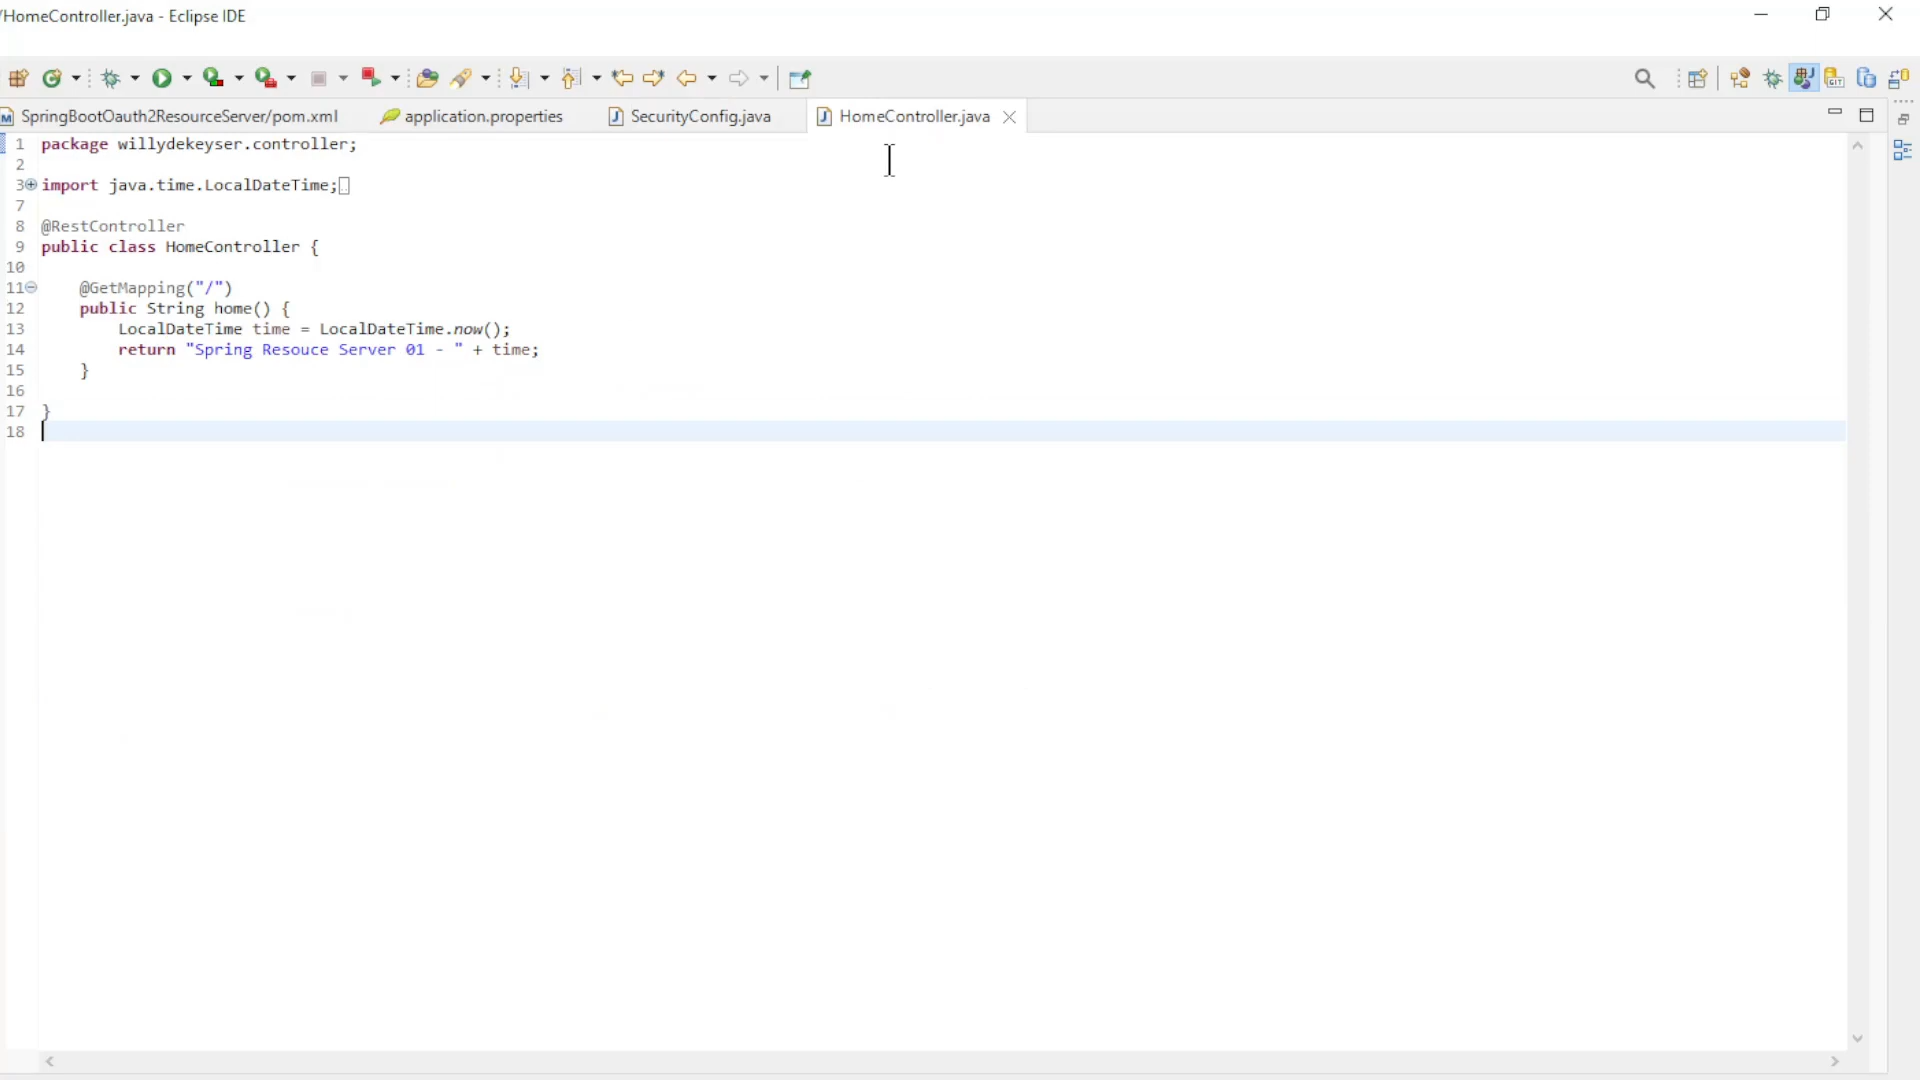 /HomeController.java - Eclipse IDE
SpringBootOauth2ResourceServer/pom.xml
application.properties
SecurityConfig.java
HomeController.java
1 package willydekeyser.controller;
2
3 import java.time.LocalDateTime;
7
8 @RestController
9 public class HomeController {
10
11 @GetMapping("/")
12 public String home() {
13 LocalDateTime time = LocalDateTime.now();
14 return "Spring Resouce Server 01 - " + time;
15 }
16
17 }
18